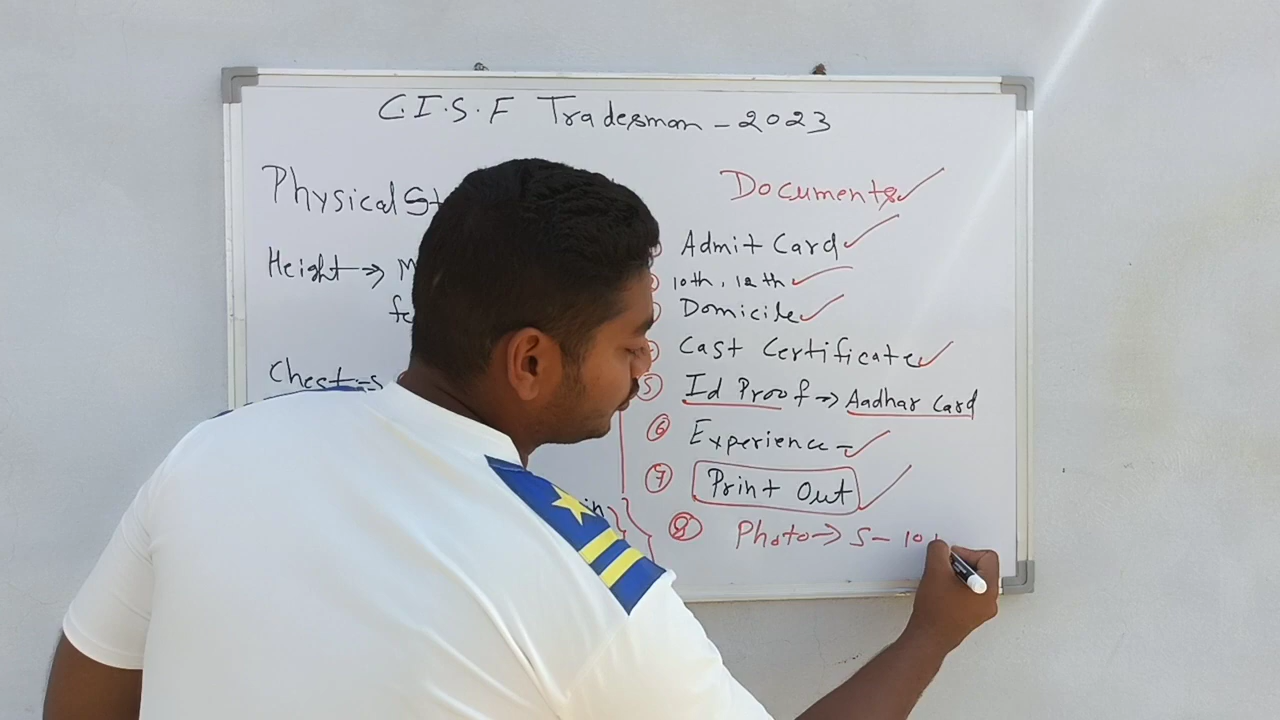 C.I.S.F Tradesman - 2023
Physical
Height → 
Chest → 
Documents ✓
Admit Card ✓
10th, 12th ✓
Domicile ✓
Cast Certificate ✓
5 Id Proof → Aadhar Card
6 Experience - ✓
7 Print Out ✓
8 Photo → 5 - 10